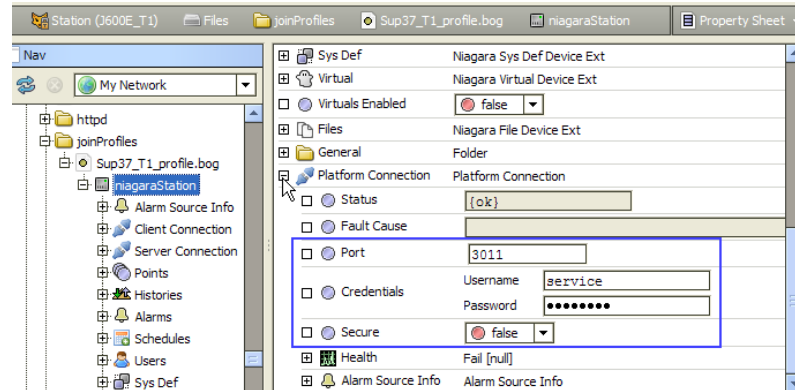 Station (J600E_T1) Files joinProfiles Sup37_T1_profile.bog niagaraStation Property Sheet
Nav
My Network
httpd
joinProfiles
Sup37_T1_profile.bog
niagaraStation
Alarm Source Info
Client Connection
Server Connection
Points
Histories
Alarms
Schedules
Users
Sys Def
Sys Def Niagara Sys Def Device Ext
Virtual Niagara Virtual Device Ext
Virtuals Enabled false
Files Niagara File Device Ext
General Folder
Platform Connection Platform Connection
Status {ok}
Fault Cause
Port 3011
Credentials Username service
Password ●●●●●●●●
Secure false
Health Fail [null]
Alarm Source Info Alarm Source Info